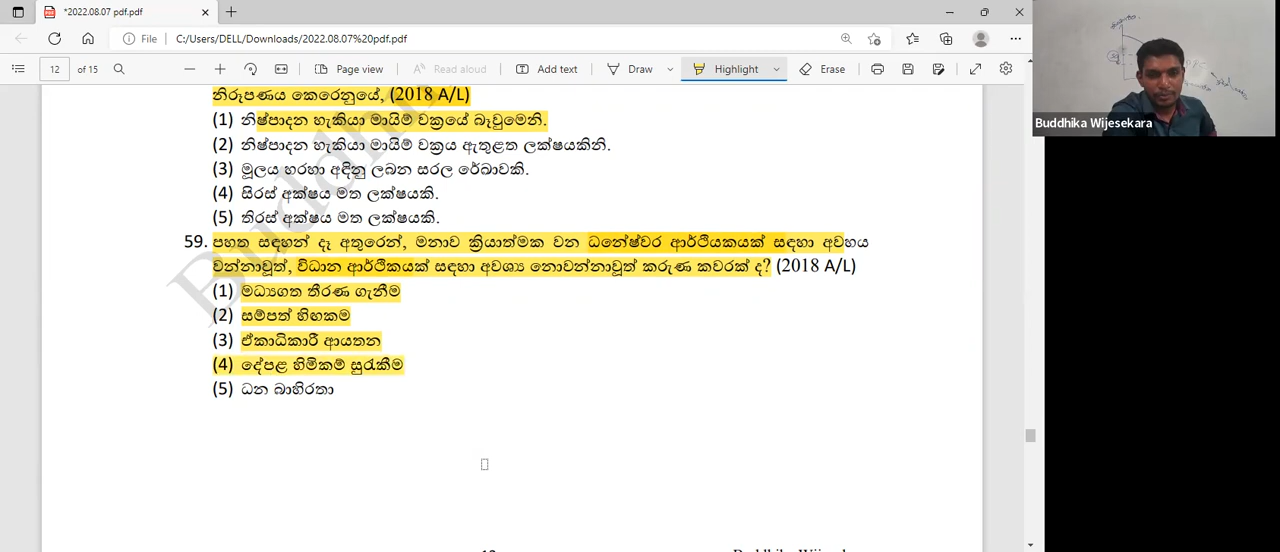 *2022.08.07 pdf.pdf
File C:/Users/DELL/Downloads/2022.08.07%20pdf.pdf
12 of 15 Page view Read aloud Add text Draw Highlight Erase
Buddhika Wijesekara
නිරූපණය කෙරෙනුයේ, (2018 A/L)
(1) නිෂ්පාදන හැකියා මායිම් වක්‍රයේ බෑවුමෙනි.
(2) නිෂ්පාදන හැකියා මායිම් වක්‍රය ඇතුළත ලක්ෂයකිනි.
(3) මූලය හරහා අඳිනු ලබන සරල රේඛාවකි.
(4) සිරස් අක්ෂය මත ලක්ෂයකි.
(5) තිරස් අක්ෂය මත ලක්ෂයකි.
59. පහත සඳහන් දෑ අතුරෙන්, මනාව ක්‍රියාත්මක වන ධනේෂ්වර ආර්ථියකයක් සඳහා අවහය
වන්නාවූත්, විධාන ආර්ථිකයක් සඳහා අවශ්‍ය නොවන්නාවූත් කරුණ කවරක් ද? (2018 A/L)
(1) මධ්‍යගත තීරණ ගැනීම
(2) සම්පත් හිඟකම
(3) ඒකාධිකාරී ආයතන
(4) දේපළ හිමිකම් සුරැකීම
(5) ධන බාහිරතා